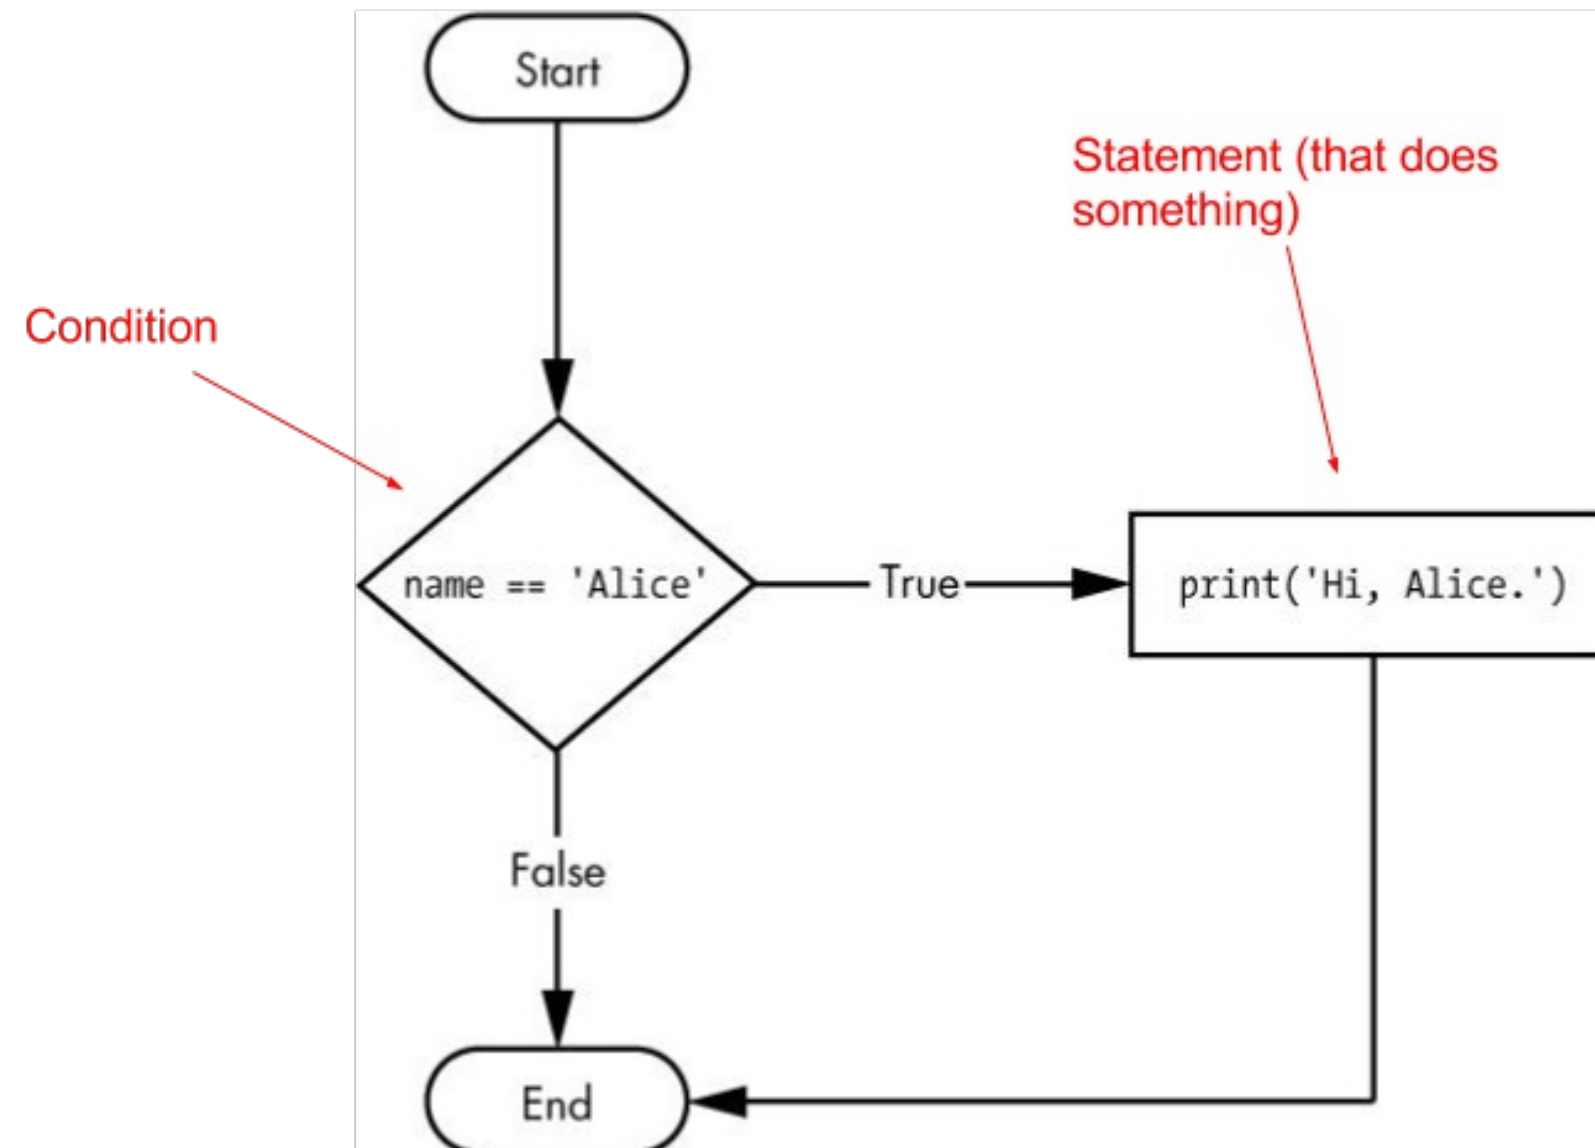 Start
Statement (that does
something)
Condition
name == 'Alice'
True
print('Hi, Alice.')
False
End